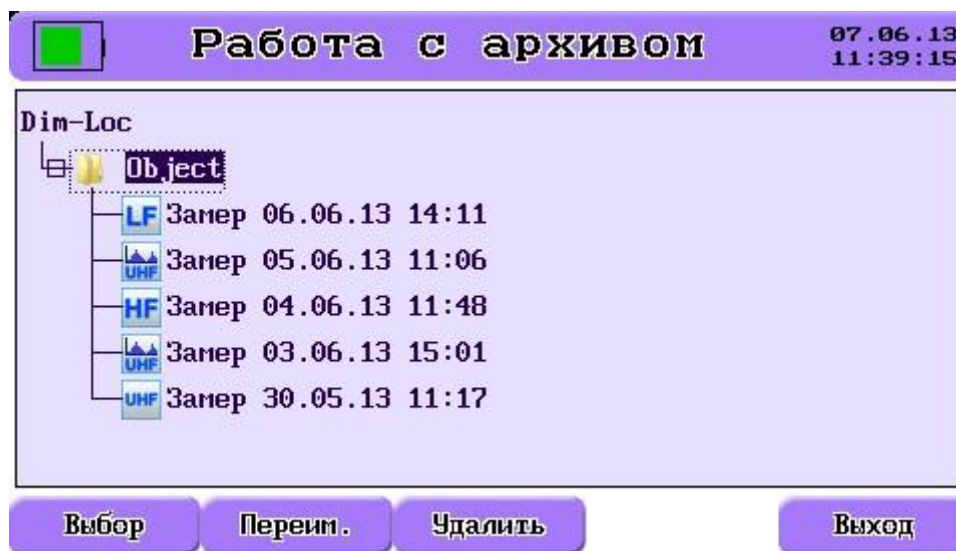 Работа с архивом
07.06.13
11:39:15
Dim-Loc
Object
LF Замер 06.06.13 14:11
UHF Замер 05.06.13 11:06
HF Замер 04.06.13 11:48
UHF Замер 03.06.13 15:01
UHF Замер 30.05.13 11:17
Выбор Переим. Удалить Выход